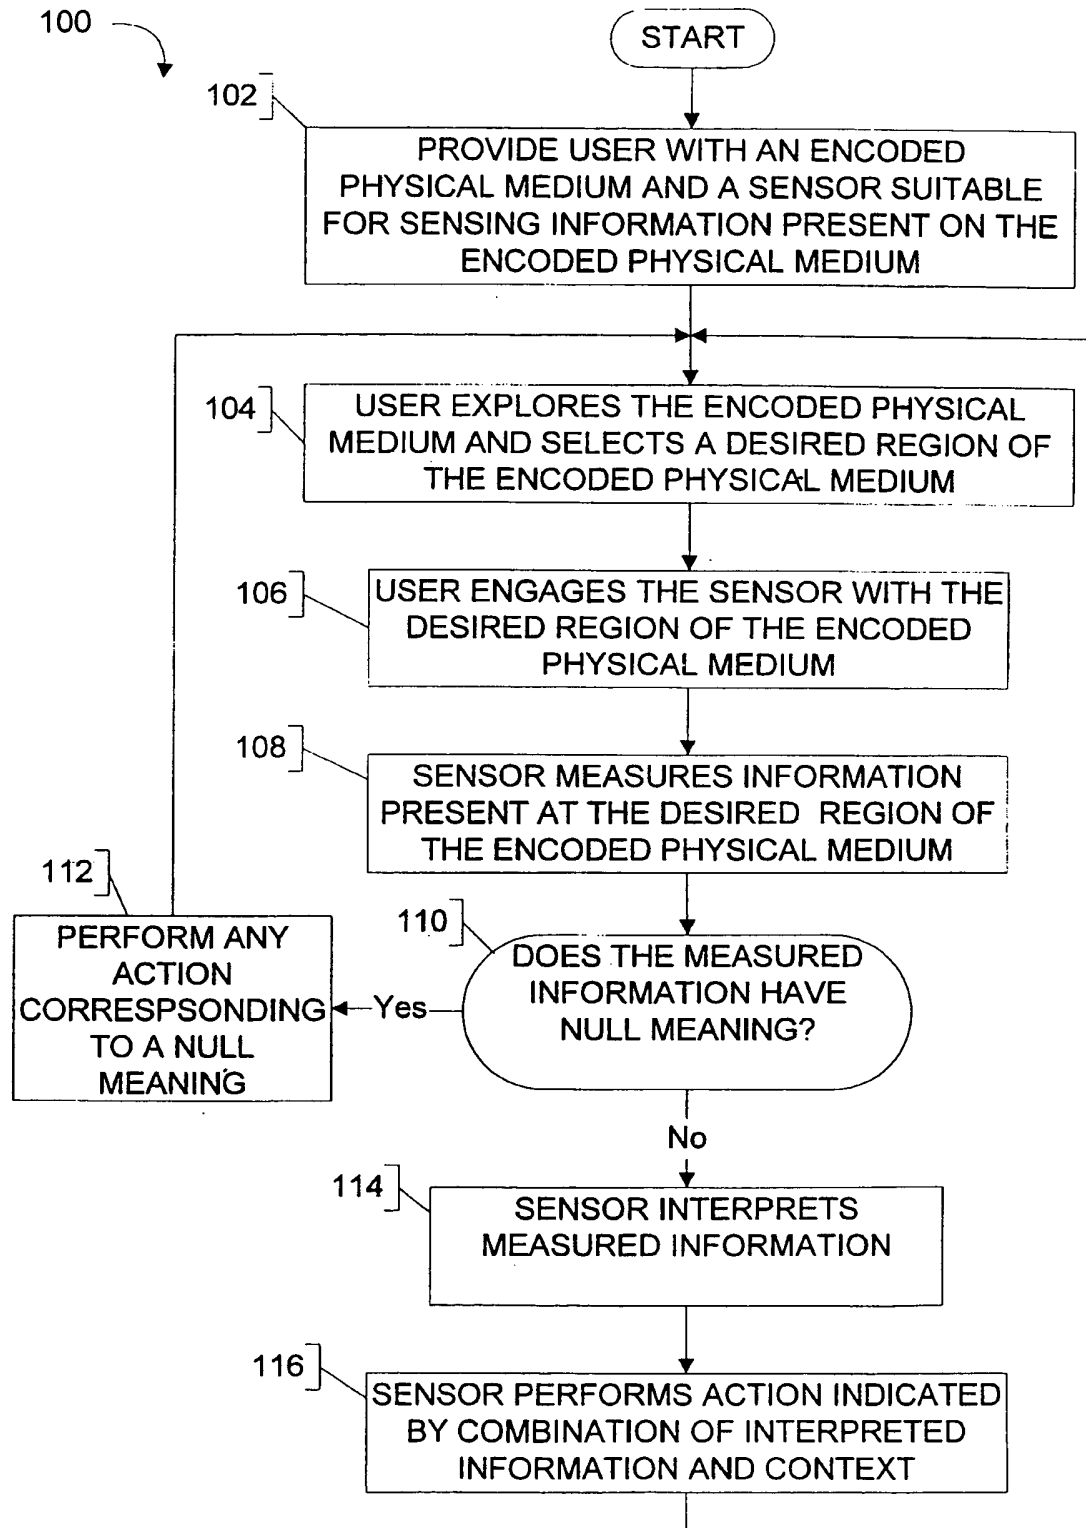 100
START
102
PROVIDE USER WITH AN ENCODED
PHYSICAL MEDIUM AND A SENSOR SUITABLE
FOR SENSING INFORMATION PRESENT ON THE
ENCODED PHYSICAL MEDIUM
104
USER EXPLORES THE ENCODED PHYSICAL
MEDIUM AND SELECTS A DESIRED REGION OF
THE ENCODED PHYSICAL MEDIUM
106
USER ENGAGES THE SENSOR WITH THE
DESIRED REGION OF THE ENCODED
PHYSICAL MEDIUM
108
SENSOR MEASURES INFORMATION
PRESENT AT THE DESIRED REGION OF
THE ENCODED PHYSICAL MEDIUM
110
DOES THE MEASURED
INFORMATION HAVE
NULL MEANING?
Yes
112
PERFORM ANY
ACTION
CORRESPSONDING
TO A NULL
MEANING
No
114
SENSOR INTERPRETS
MEASURED INFORMATION
116
SENSOR PERFORMS ACTION INDICATED
BY COMBINATION OF INTERPRETED
INFORMATION AND CONTEXT